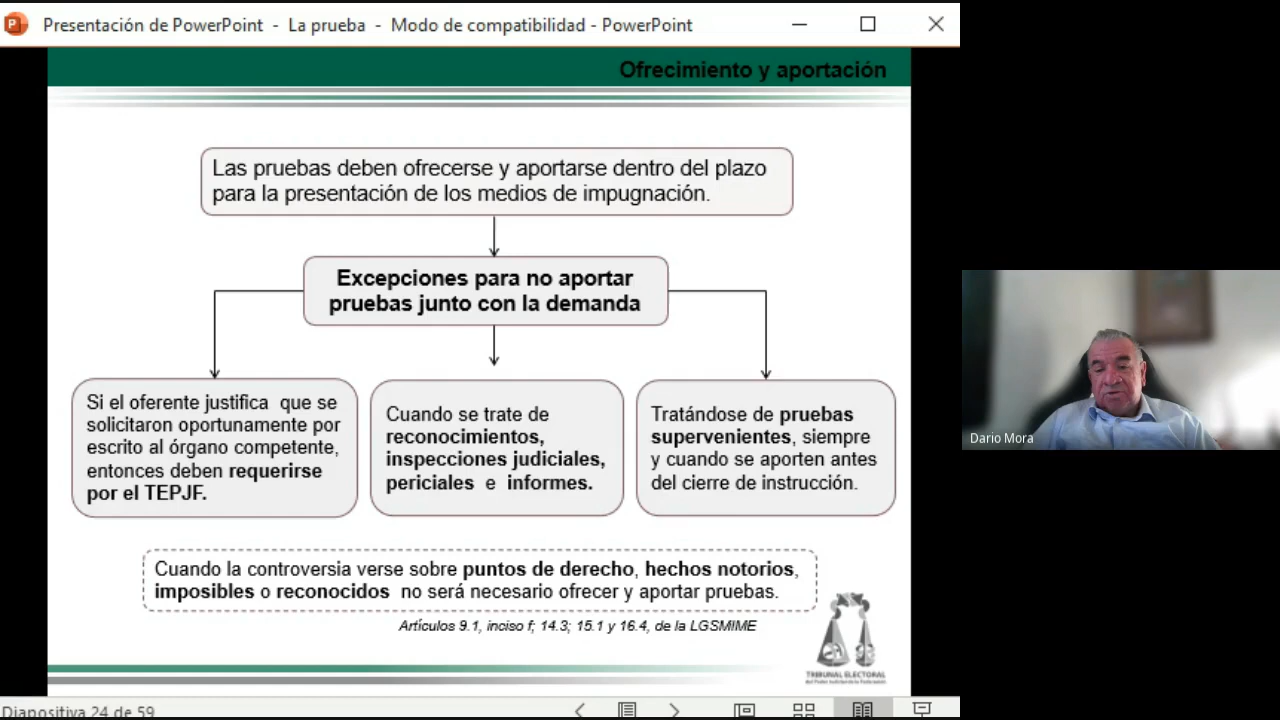 Presentación de PowerPoint - La prueba - Modo de compatibilidad - PowerPoint
Ofrecimiento y aportación
Las pruebas deben ofrecerse y aportarse dentro del plazo
para la presentación de los medios de impugnación.
Excepciones para no aportar
pruebas junto con la demanda
Si el oferente justifica que se
solicitaron oportunamente por
escrito al órgano competente,
entonces deben requerirse
por el TEPJF.
Cuando se trate de
reconocimientos,
inspecciones judiciales,
periciales e informes.
Tratándose de pruebas
supervenientes, siempre
y cuando se aporten antes
del cierre de instrucción.
Cuando la controversia verse sobre puntos de derecho, hechos notorios,
imposibles o reconocidos no será necesario ofrecer y aportar pruebas.
Artículos 9.1, inciso f; 14.3; 15.1 y 16.4, de la LGSMIME
TRIBUNAL ELECTORAL
del Poder Judicial de la Federación
Diapositiva 24 de 59
Dario Mora